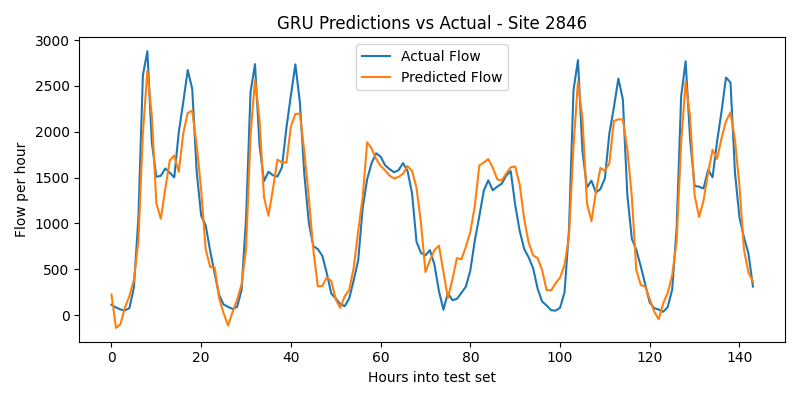 GRU Predictions vs Actual - Site 2846
Actual Flow
Predicted Flow
3000
2500
2000
1500
1000
500
0
Flow per hour
0 20 40 60 80 100 120 140
Hours into test set